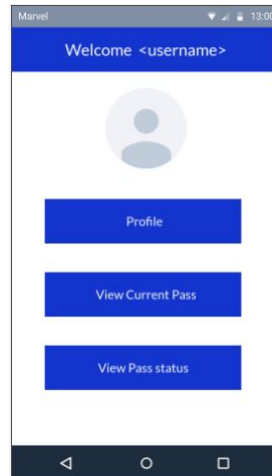 Marvel 13:00
Welcome <username>
Profile
View Current Pass
View Pass status